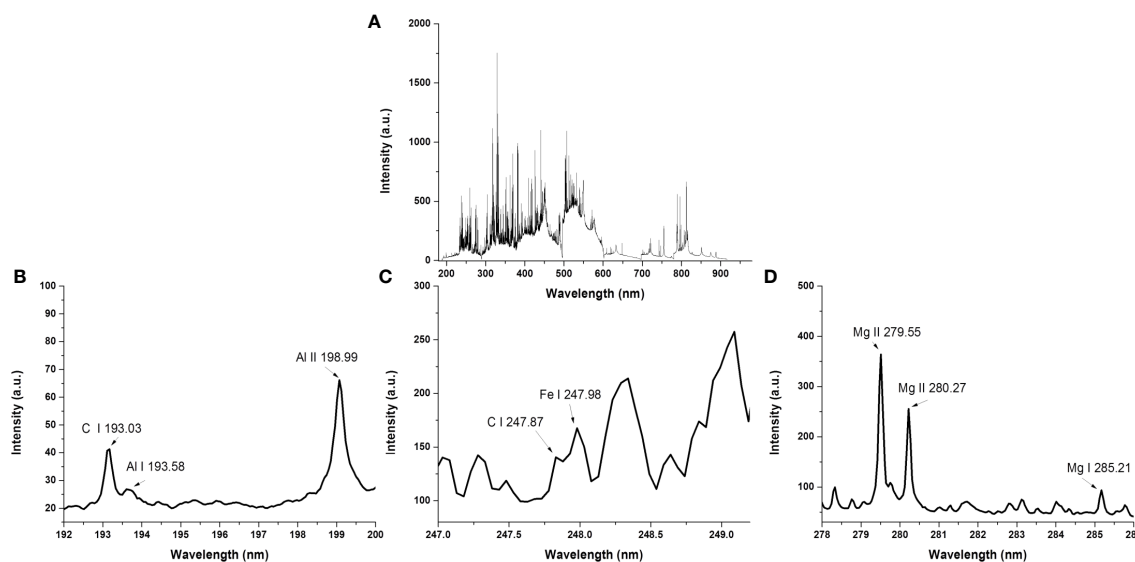 A
2000
1500
1000
500
0
Intensity (a.u.)
200 300 400 500 600 700 800 900
Wavelength (nm)
B
100
90
80
70
60
50
40
30
20
Intensity (a.u.)
Al II 198.99
C I 193.03
Al I 193.58
192 193 194 195 196 197 198 199 200
Wavelength (nm)
C
300
250
200
150
100
Intensity (a.u.)
Fe I 247.98
C I 247.87
247.0 247.5 248.0 248.5 249.0
Wavelength (nm)
D
500
400
300
200
100
Intensity (a.u.)
Mg II 279.55
Mg II 280.27
Mg I 285.21
278 279 280 281 282 283 284 285
Wavelength (nm)